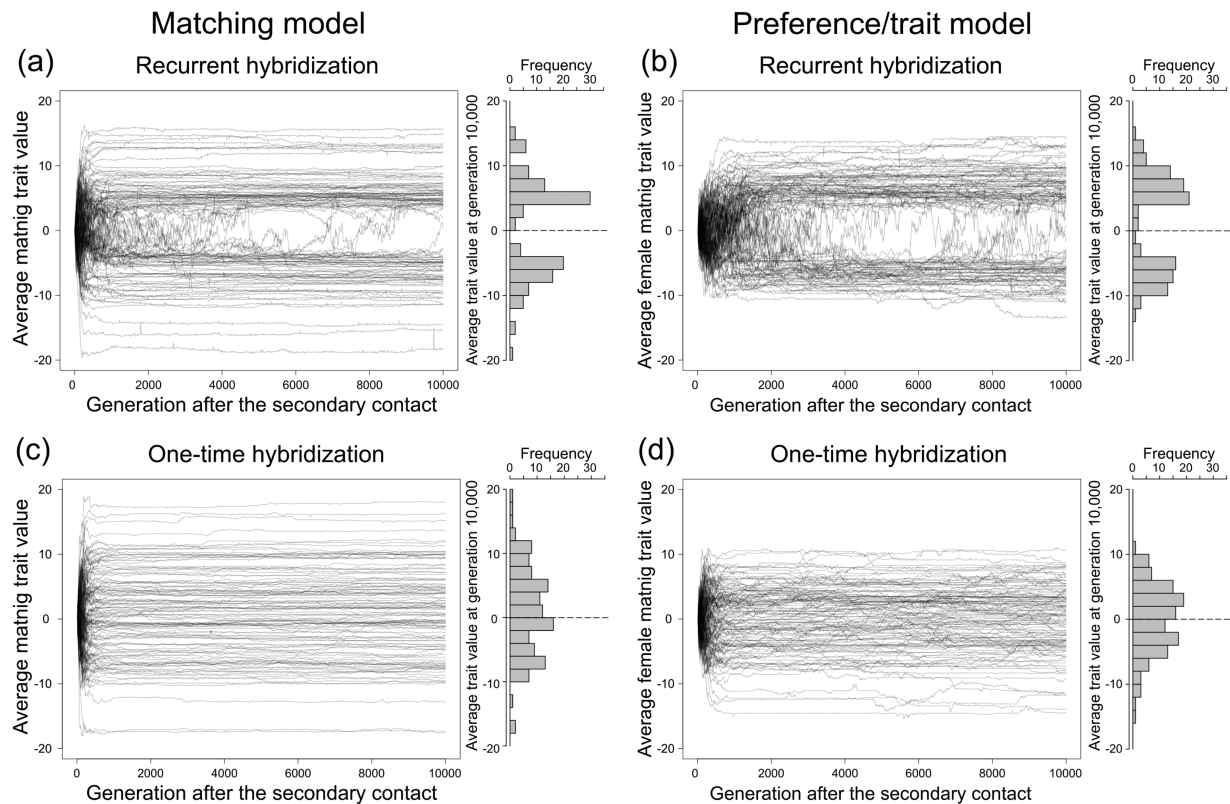 Matching model
Preference/trait model
(a)
Recurrent hybridization
Frequency
0 10 20 30
Average matnig trait value
20
10
0
-10
-20
0 2000 4000 6000 8000 10000
Generation after the secondary contact
Average trait value at generation 10,000
20
10
0
-10
-20
(b)
Recurrent hybridization
Frequency
0 10 20 30
Average female matnig trait value
20
10
0
-10
-20
0 2000 4000 6000 8000 10000
Generation after the secondary contact
Average trait value at generation 10,000
20
10
0
-10
-20
(c)
One-time hybridization
Frequency
0 10 20 30
Average matnig trait value
20
10
0
-10
-20
0 2000 4000 6000 8000 10000
Generation after the secondary contact
Average trait value at generation 10,000
20
10
0
-10
-20
(d)
One-time hybridization
Frequency
0 10 20 30
Average female matnig trait value
20
10
0
-10
-20
0 2000 4000 6000 8000 10000
Generation after the secondary contact
Average trait value at generation 10,000
20
10
0
-10
-20